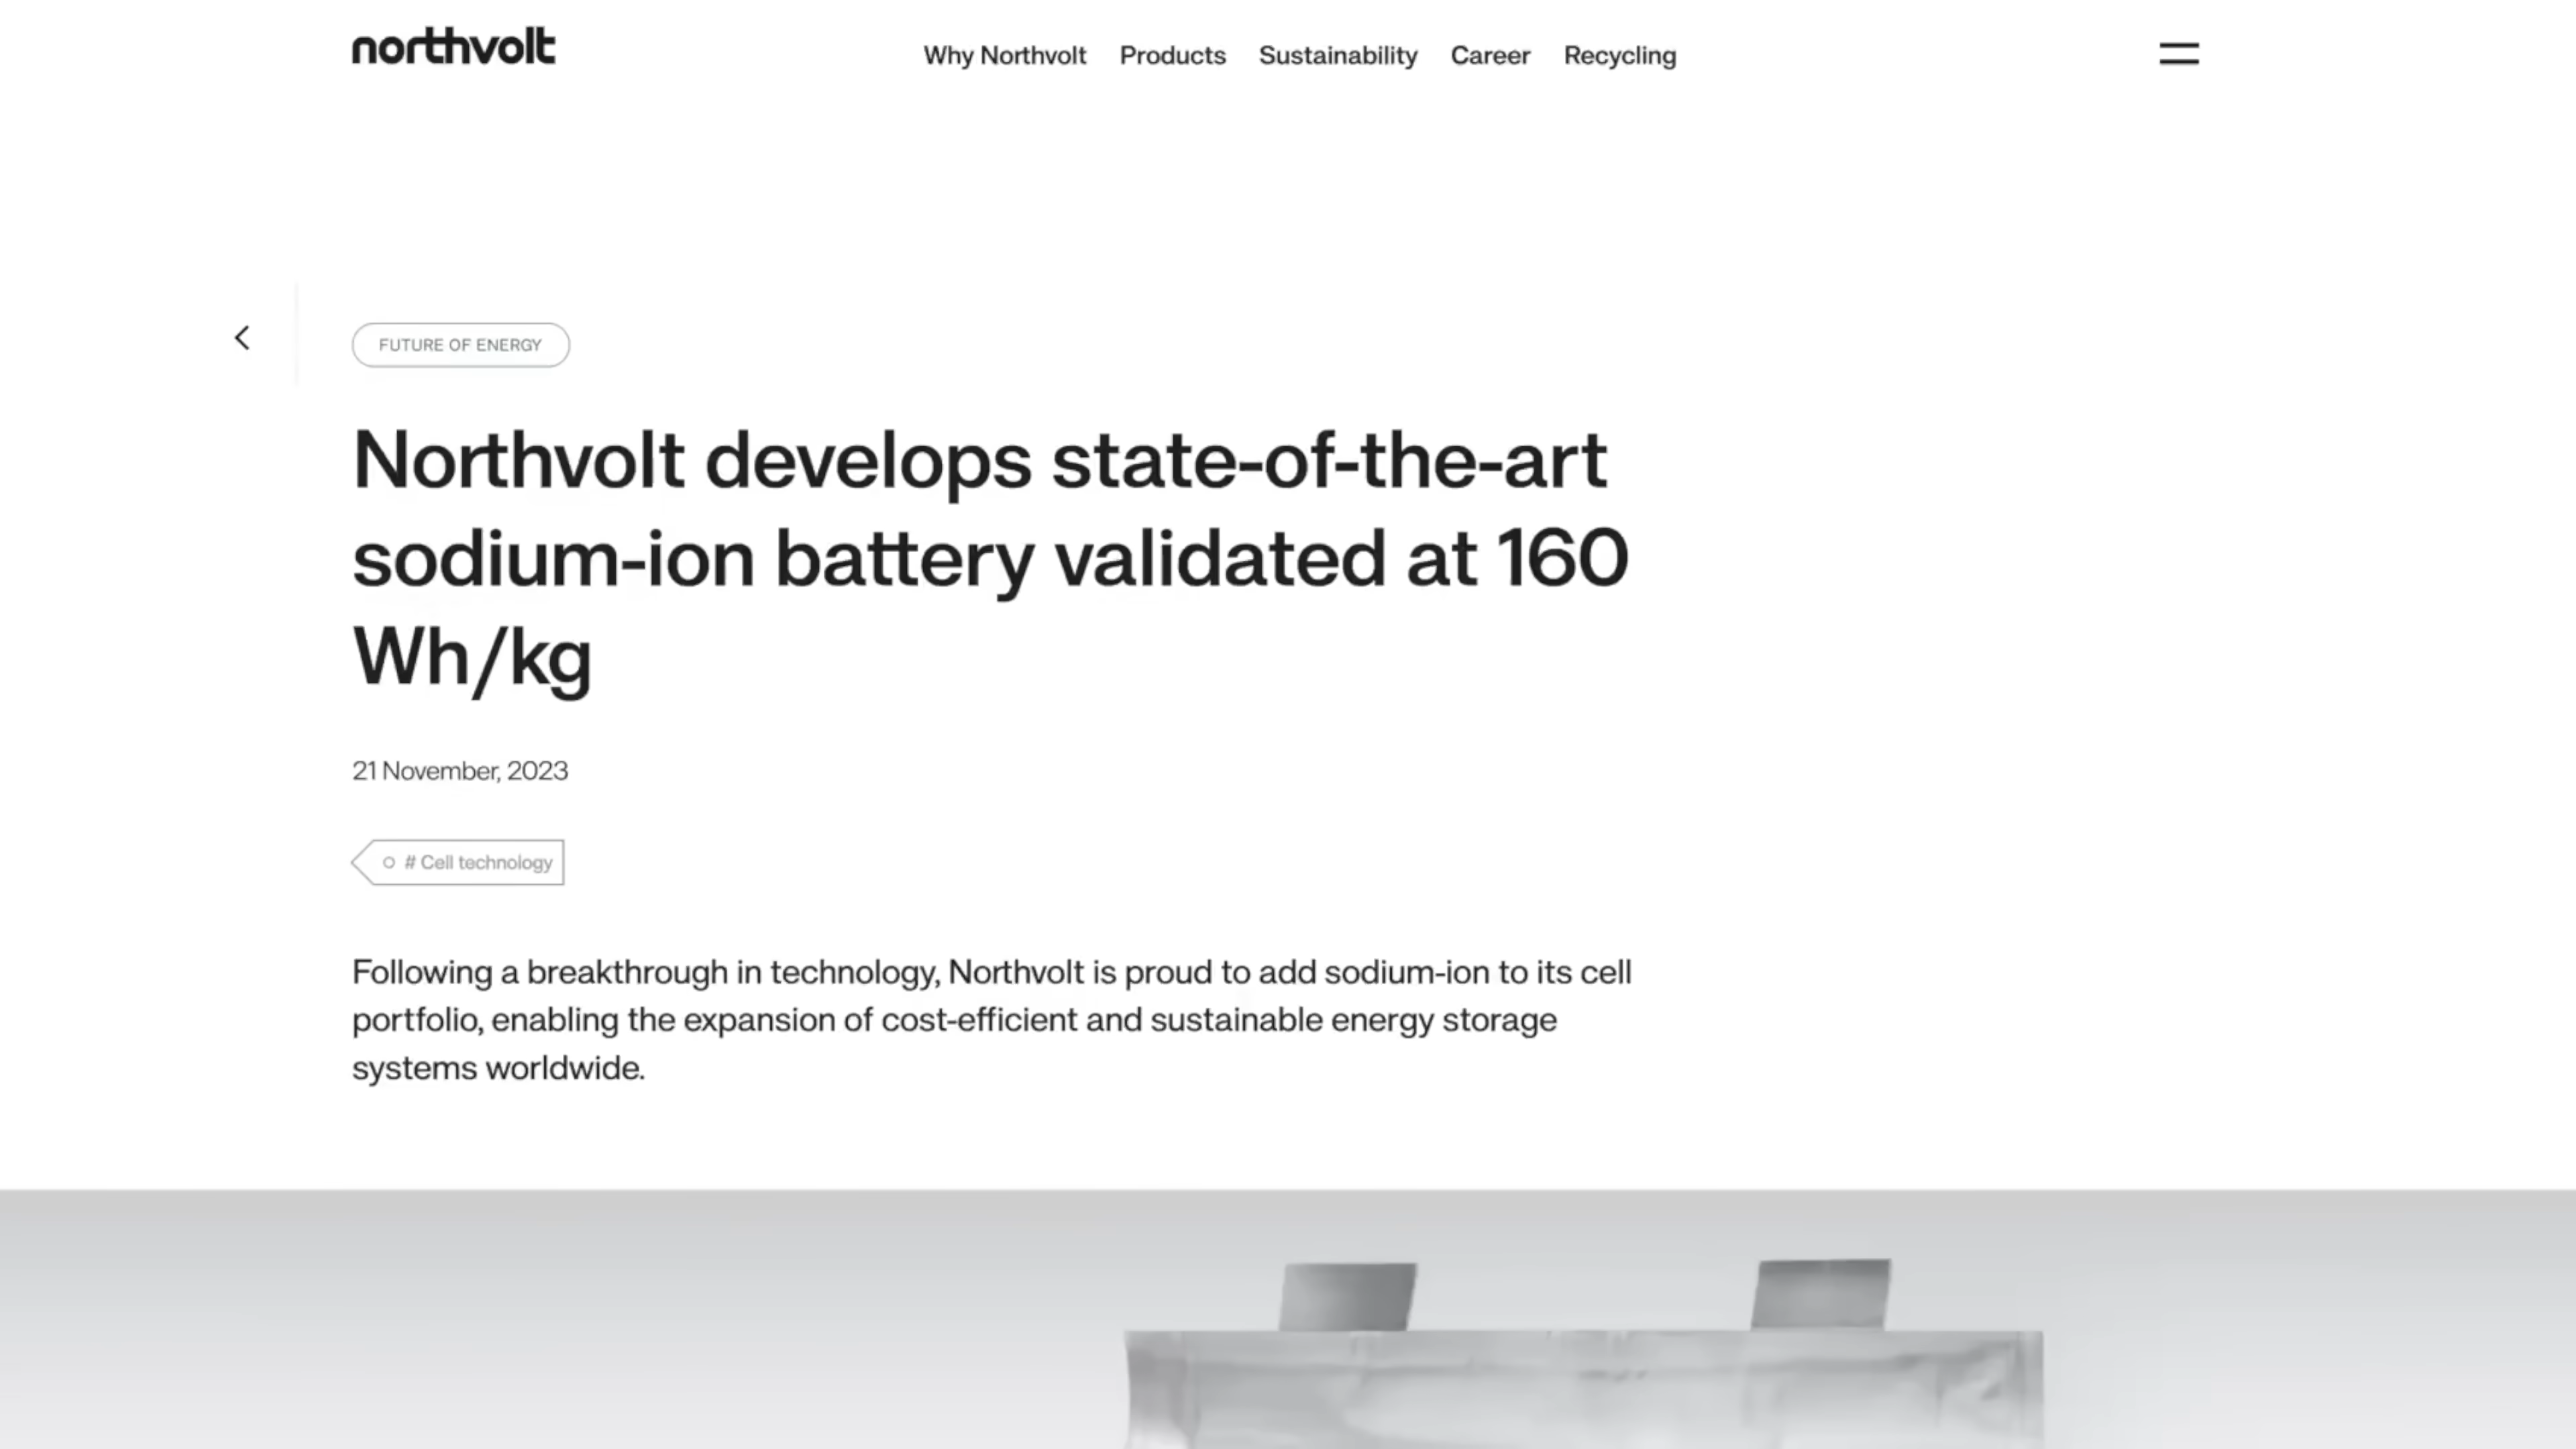 northvolt
Why Northvolt Products Sustainability Career Recycling
FUTURE OF ENERGY
Northvolt develops state-of-the-art
sodium-ion battery validated at 160
Wh/kg
21 November, 2023
# Cell technology
Following a breakthrough in technology, Northvolt is proud to add sodium-ion to its cell
portfolio, enabling the expansion of cost-efficient and sustainable energy storage
systems worldwide.